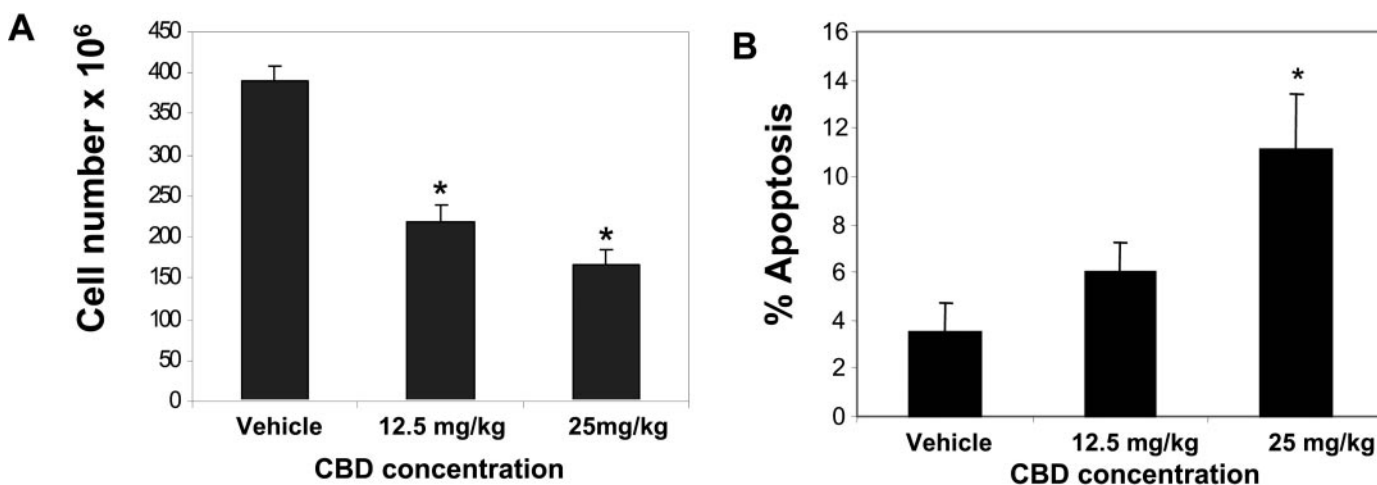 A
Cell number x 10⁶
450
400
350
300
250
200
150
100
50
0
*
*
Vehicle 12.5 mg/kg 25mg/kg
CBD concentration
B
% Apoptosis
16
14
12
10
8
6
4
2
0
*
Vehicle 12.5 mg/kg 25 mg/kg
CBD concentration